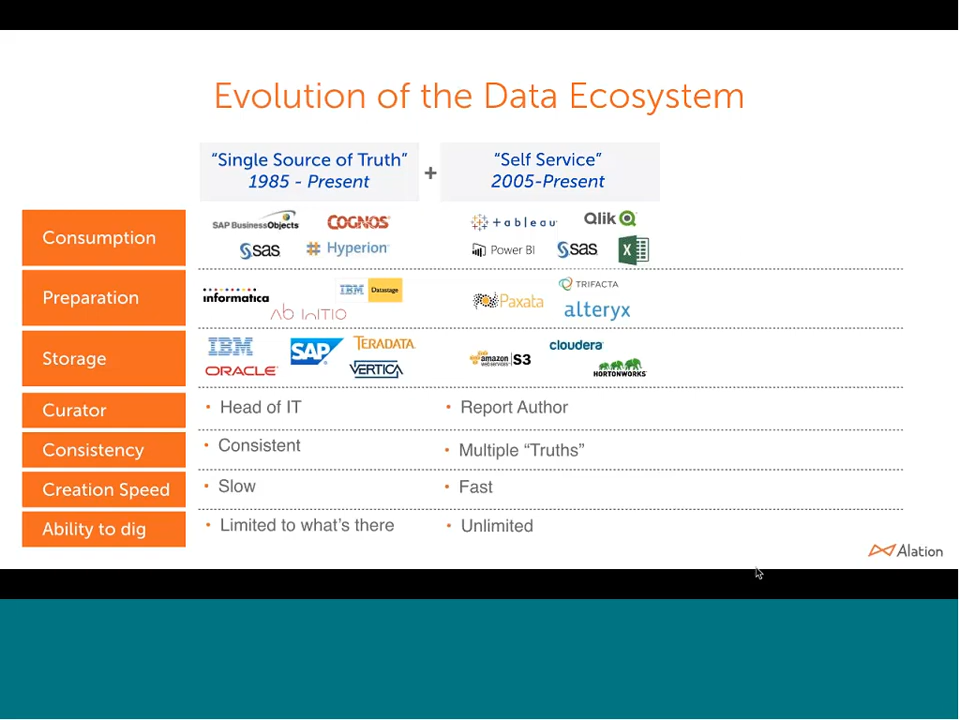 Evolution of the Data Ecosystem
"Single Source of Truth"
1985 - Present
+
"Self Service"
2005-Present
Consumption
SAP BusinessObjects
COGNOS
sas
Hyperion
+ a b l e a u
Qlik
Power BI
sas
X
Preparation
informatica
IBM
Datastage
Ab Initio
Paxata
TRIFACTA
alteryx
Storage
IBM
SAP
TERADATA
ORACLE
VERTICA
amazon
webservices
S3
cloudera
HORTONWORKS
Curator
• Head of IT
• Report Author
Consistency
• Consistent
• Multiple “Truths”
Creation Speed
• Slow
• Fast
Ability to dig
• Limited to what’s there
• Unlimited
Alation